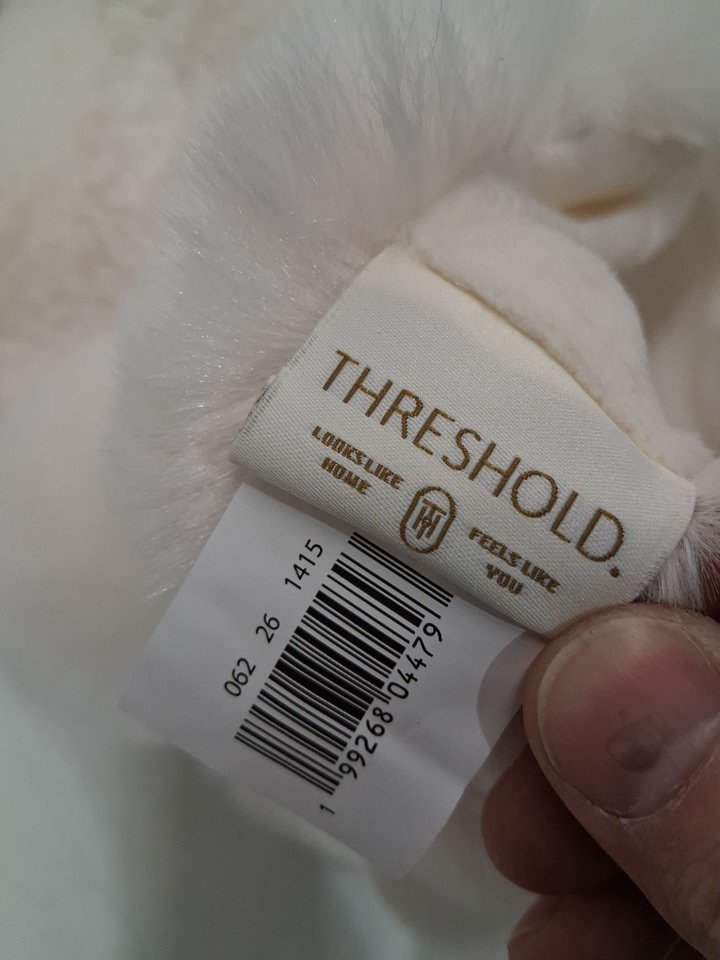 THRESHOLD.
LOOKS LIKE
HOME
FEELS LIKE
YOU
062 26 1415
1 99268 04479